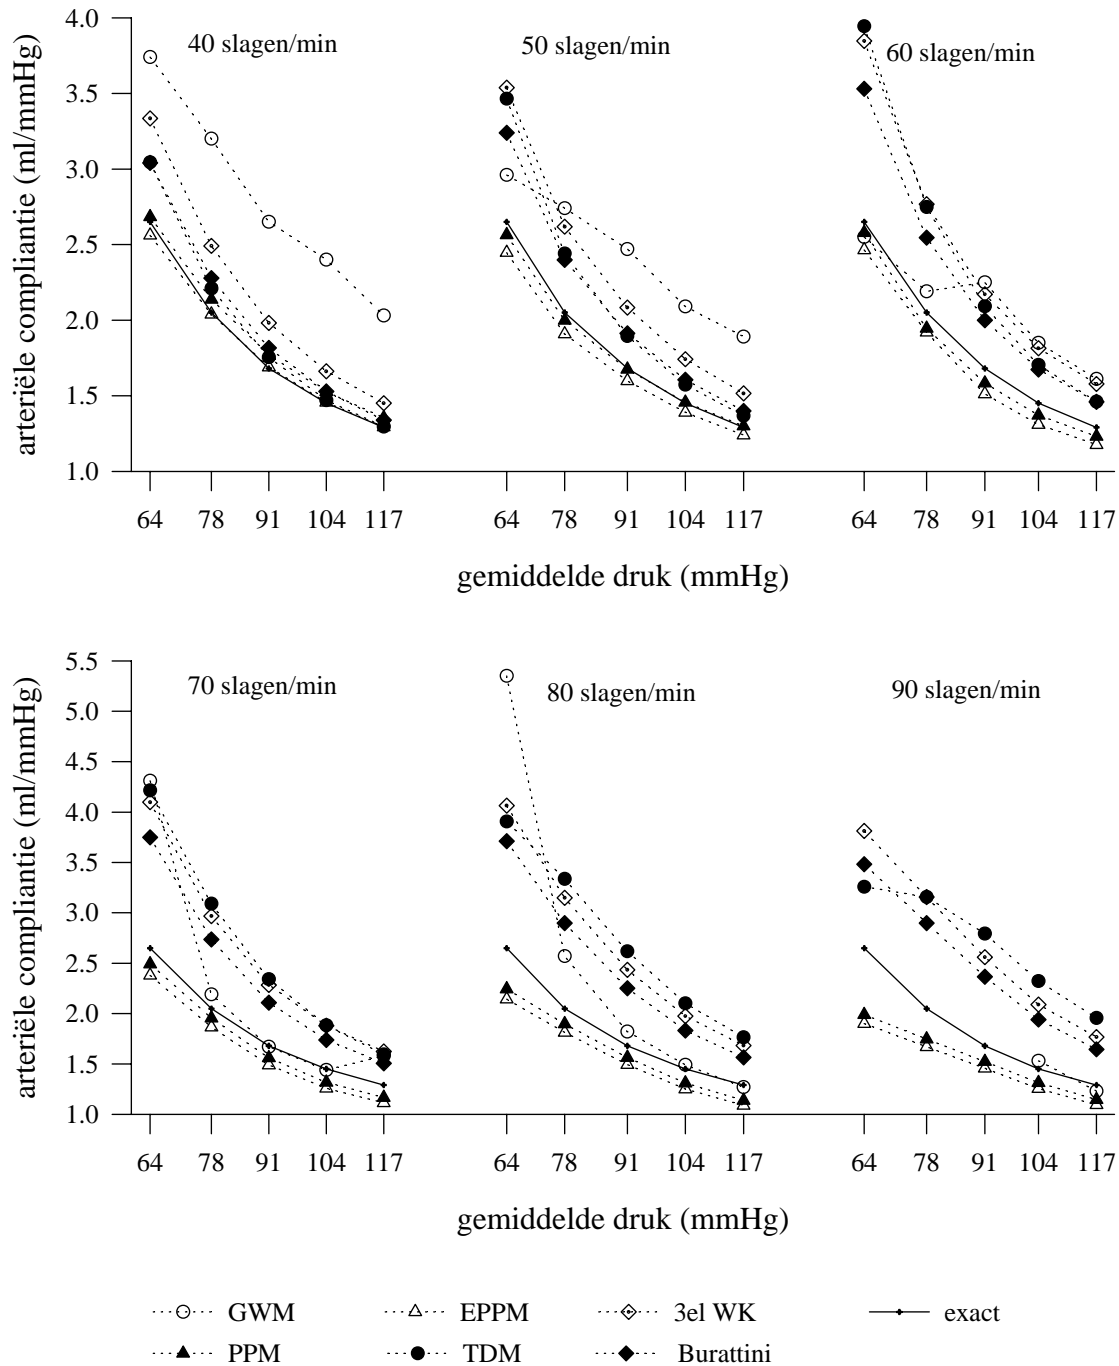 40 slagen/min 50 slagen/min 60 slagen/min
arteriële compliantie (ml/mmHg)
4.0
3.5
3.0
2.5
2.0
1.5
1.0
64 78 91 104 117 64 78 91 104 117 64 78 91 104 117
gemiddelde druk (mmHg)
70 slagen/min 80 slagen/min 90 slagen/min
arteriële compliantie (ml/mmHg)
5.5
5.0
4.5
4.0
3.5
3.0
2.5
2.0
1.5
1.0
64 78 91 104 117 64 78 91 104 117 64 78 91 104 117
gemiddelde druk (mmHg)
GWM EPPM 3el WK exact
PPM TDM Burattini